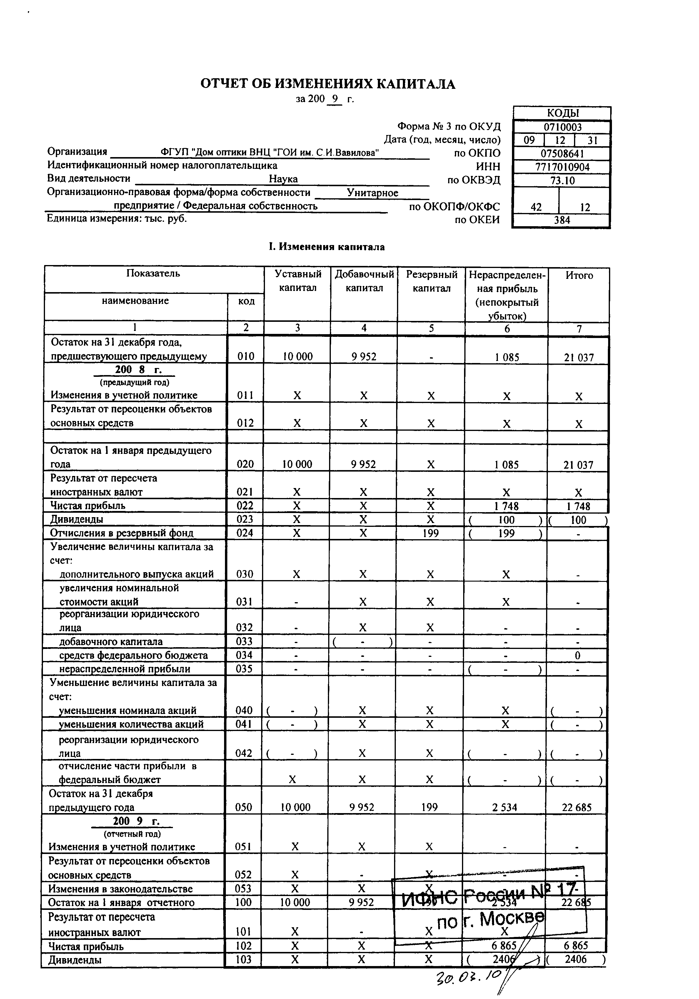 ОТЧЕТ ОБ ИЗМЕНЕНИЯХ КАПИТАЛА
за 200 9 г.
КОДЫ
Форма № 3 по ОКУД 0710003
Дата (год, месяц, число) 09 12 31
Организация ФГУП "Дом оптики ВНЦ "ГОИ им. С.И.Вавилова" по ОКПО 07508641
Идентификационный номер налогоплательщика ИНН 7717010904
Вид деятельности Наука по ОКВЭД 73.10
Организационно-правовая форма/форма собственности Унитарное
предприятие / Федеральная собственность по ОКОПФ/ОКФС 42 12
Единица измерения: тыс. руб. по ОКЕИ 384
I. Изменения капитала
Показатель Уставный Добавочный Резервный Нераспределен- Итого
капитал капитал капитал ная прибыль
наименование код (непокрытый
убыток)
1 2 3 4 5 6 7
Остаток на 31 декабря года,
предшествующего предыдущему 010 10 000 9 952 - 1 085 21 037
200 8 г.
(предыдущий год)
Изменения в учетной политике 011 X X X X X
Результат от переоценки объектов
основных средств 012 X X X X X
Остаток на 1 января предыдущего
года 020 10 000 9 952 X 1 085 21 037
Результат от пересчета
иностранных валют 021 X X X X X
Чистая прибыль 022 X X X 1 748 1 748
Дивиденды 023 X X X ( 100 ) ( 100 )
Отчисления в резервный фонд 024 X X 199 ( 199 ) -
Увеличение величины капитала за
счет:
дополнительного выпуска акций 030 X X X X -
увеличения номинальной
стоимости акций 031 - X X X -
реорганизации юридического
лица 032 - X X - -
добавочного капитала 033 - ( - ) - - -
средств федерального бюджета 034 - - - - 0
нераспределенной прибыли 035 - - - ( - ) -
Уменьшение величины капитала за
счет:
уменьшения номинала акций 040 ( - ) X X X ( - )
уменьшения количества акций 041 ( - ) X X X ( - )
реорганизации юридического
лица 042 ( - ) X X ( - ) ( - )
отчисление части прибыли в
федеральный бюджет X X X ( - ) ( - )
Остаток на 31 декабря
предыдущего года 050 10 000 9 952 199 2 534 22 685
200 9 г.
(отчетный год)
Изменения в учетной политике 051 X X X - -
Результат от переоценки объектов
основных средств 052 X - X - -
Изменения в законодательстве 053 X X X -
ИФНС России № 17
Остаток на 1 января отчетного 100 10 000 9 952 2 534 22 685
по г. Москве
Результат от пересчета
иностранных валют 101 X - X X -
Чистая прибыль 102 X X X 6 865 6 865
Дивиденды 103 X X X ( 2406 ) ( 2406 )
30.03.10